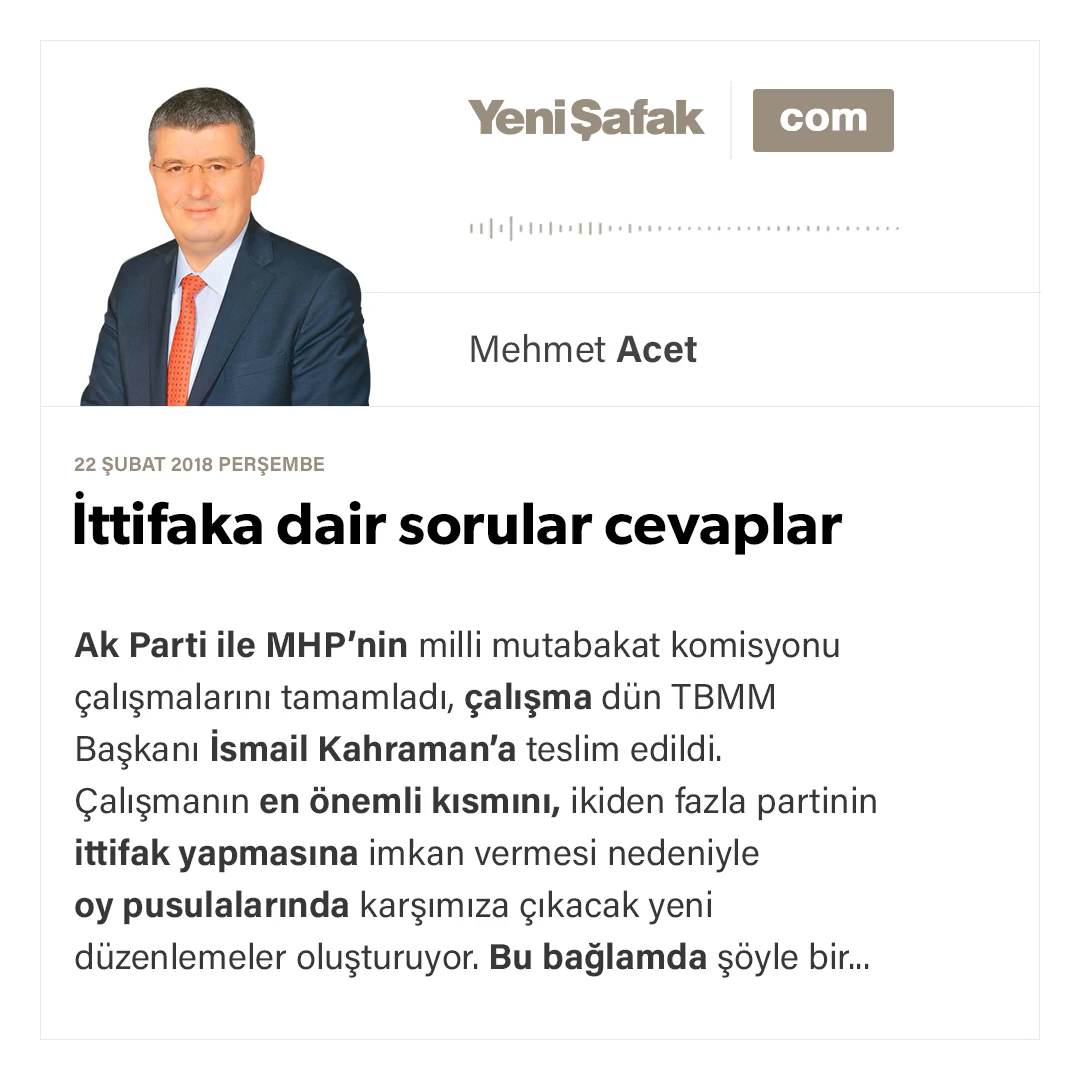 YeniŞafak com
Mehmet Acet
22 ŞUBAT 2018 PERŞEMBE
İttifaka dair sorular cevaplar
Ak Parti ile MHP’nin milli mutabakat komisyonu
çalışmalarını tamamladı, çalışma dün TBMM
Başkanı İsmail Kahraman’a teslim edildi.
Çalışmanın en önemli kısmını, ikiden fazla partinin
ittifak yapmasına imkan vermesi nedeniyle
oy pusulalarında karşımıza çıkacak yeni
düzenlemeler oluşturuyor. Bu bağlamda şöyle bir...